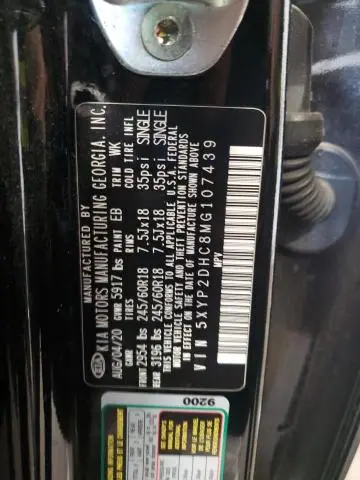 MANUFACTURED BY
KIA MOTORS MANUFACTURING GEORGIA, INC.
AUG/04/20 GVWR 5917 lbs PAINT EB TRIM WK
GAWR TIRES RIMS COLD TIRE INFL
FRONT 2954 lbs 245/60R18 7.5Jx18 35psi SINGLE
REAR 3196 lbs 245/60R18 7.5Jx18 35psi SINGLE
THIS VEHICLE CONFORMS TO ALL APPLICABLE U.S.A. FEDERAL
MOTOR VEHICLE SAFETY AND THEFT PREVENTION STANDARDS
IN EFFECT ON THE DATE OF MANUFACTURE SHOWN ABOVE
VIN 5XYP2DHC8MG107439
MPV
KIA
9200